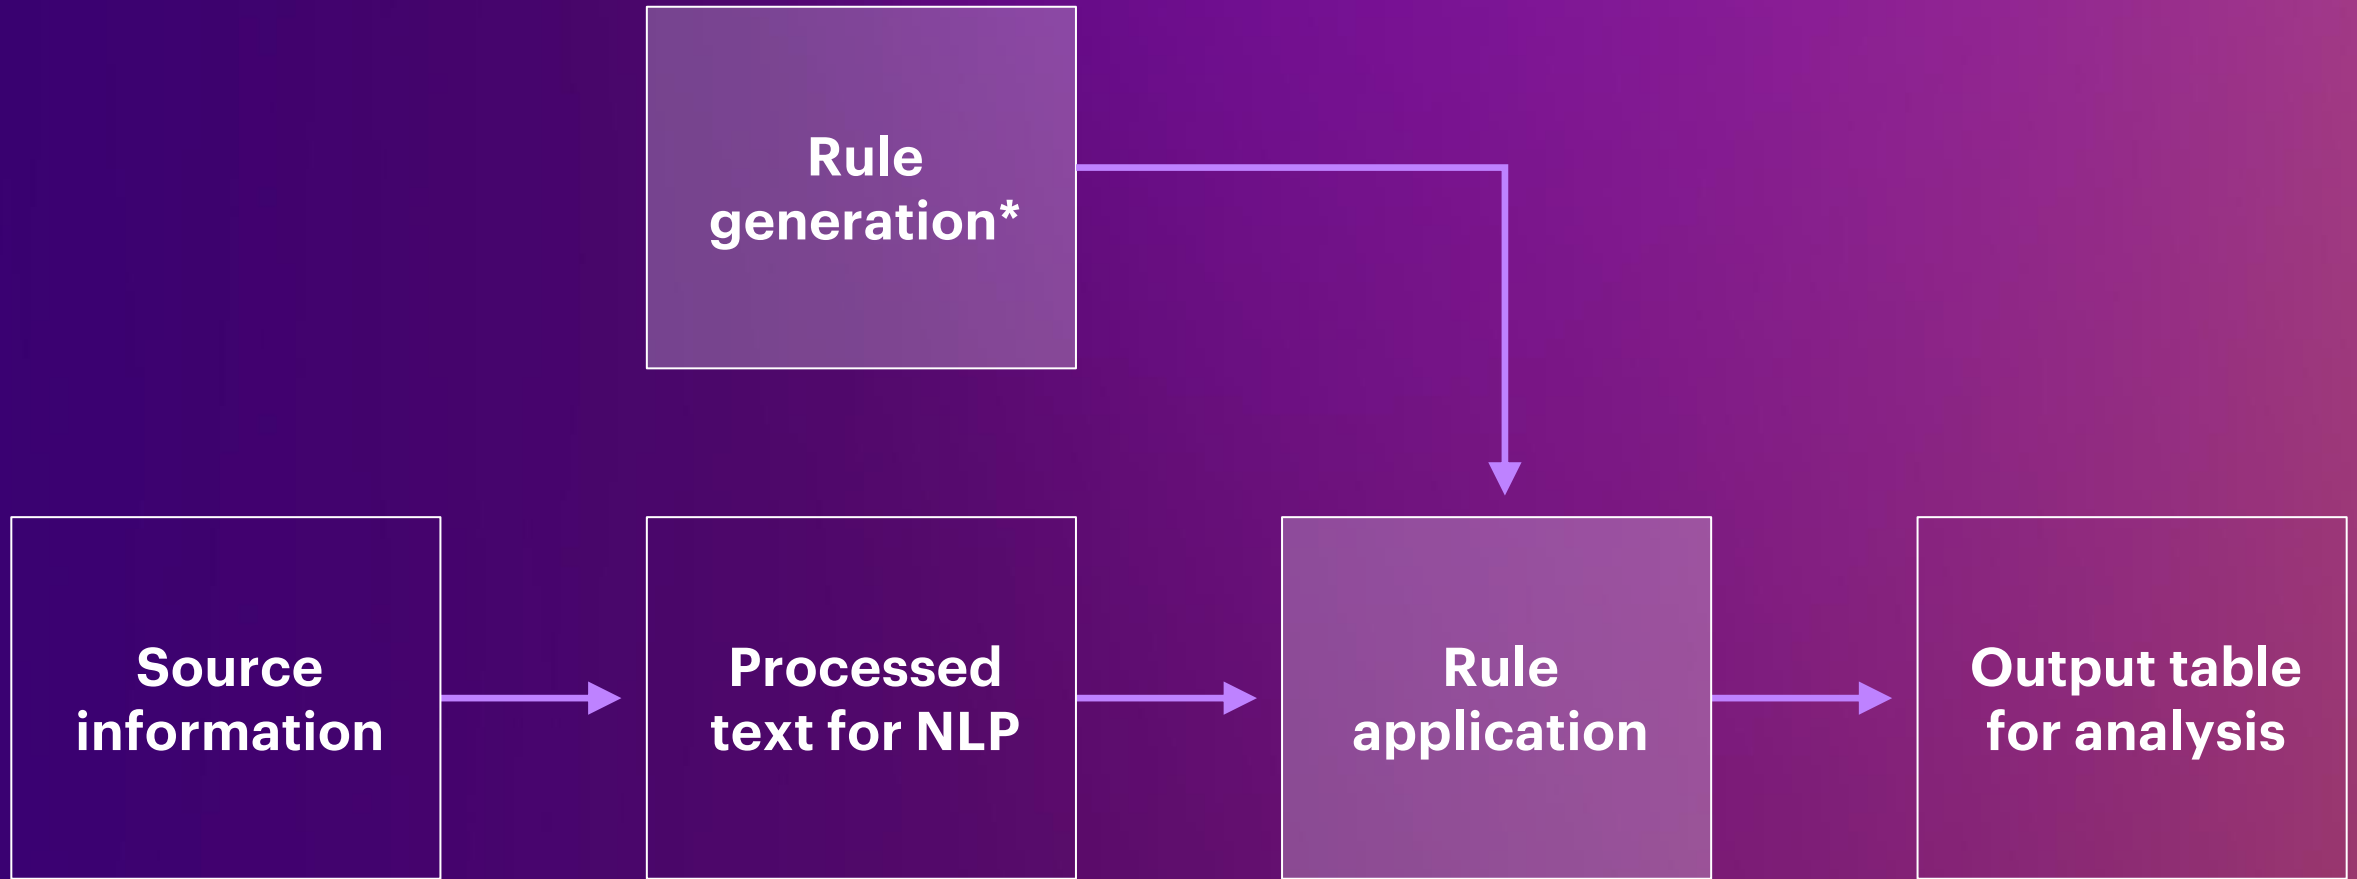 Rule
generation*
Source
information
Processed
text for NLP
Rule
application
Output table
for analysis